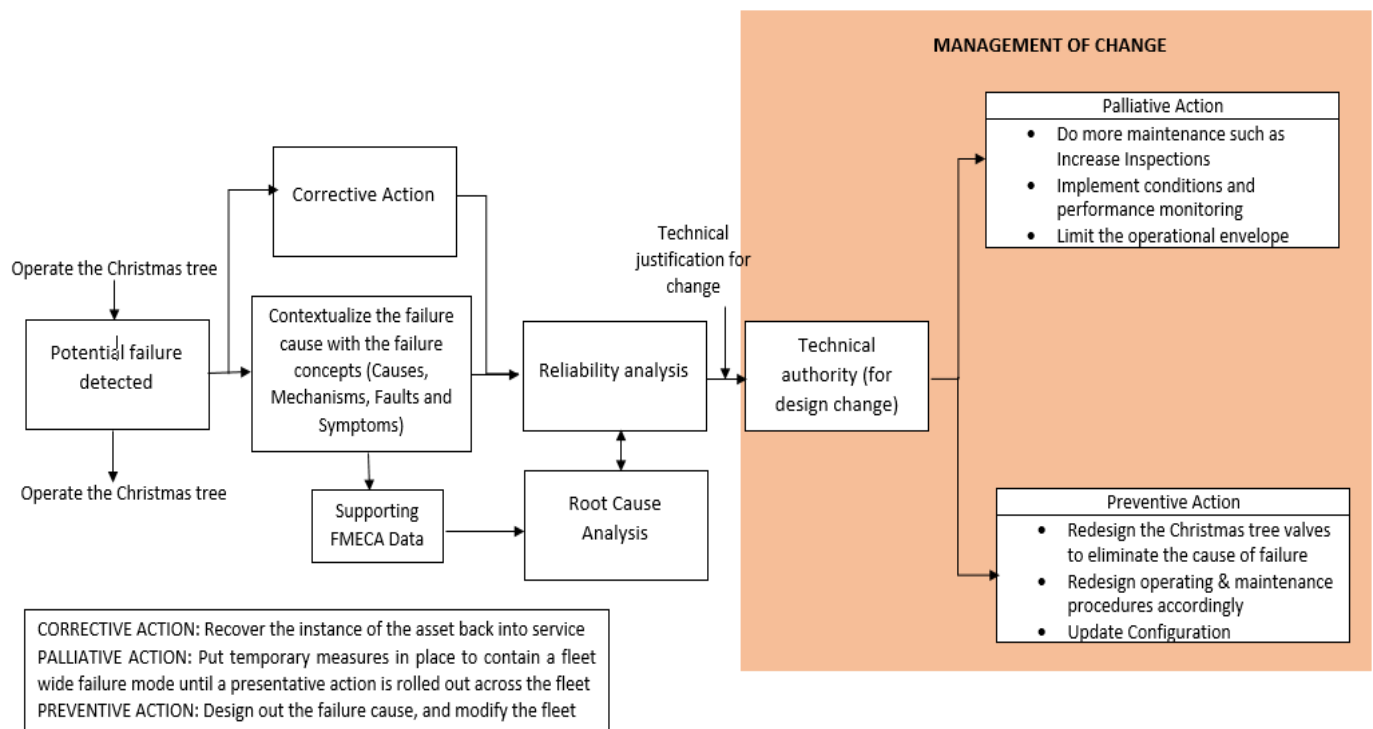 MANAGEMENT OF CHANGE
Palliative Action
• Do more maintenance such as
Increase Inspections
• Implement conditions and
performance monitoring
• Limit the operational envelope
Corrective Action
Technical
justification for
change
Operate the Christmas tree
Potential failure
detected
Operate the Christmas tree
Contextualize the failure
cause with the failure
concepts (Causes,
Mechanisms, Faults and
Symptoms)
Reliability analysis
Technical
authority (for
design change)
Supporting
FMECA Data
Root Cause
Analysis
Preventive Action
• Redesign the Christmas tree valves
to eliminate the cause of failure
• Redesign operating & maintenance
procedures accordingly
• Update Configuration
CORRECTIVE ACTION: Recover the instance of the asset back into service
PALLIATIVE ACTION: Put temporary measures in place to contain a fleet
wide failure mode until a presentative action is rolled out across the fleet
PREVENTIVE ACTION: Design out the failure cause, and modify the fleet